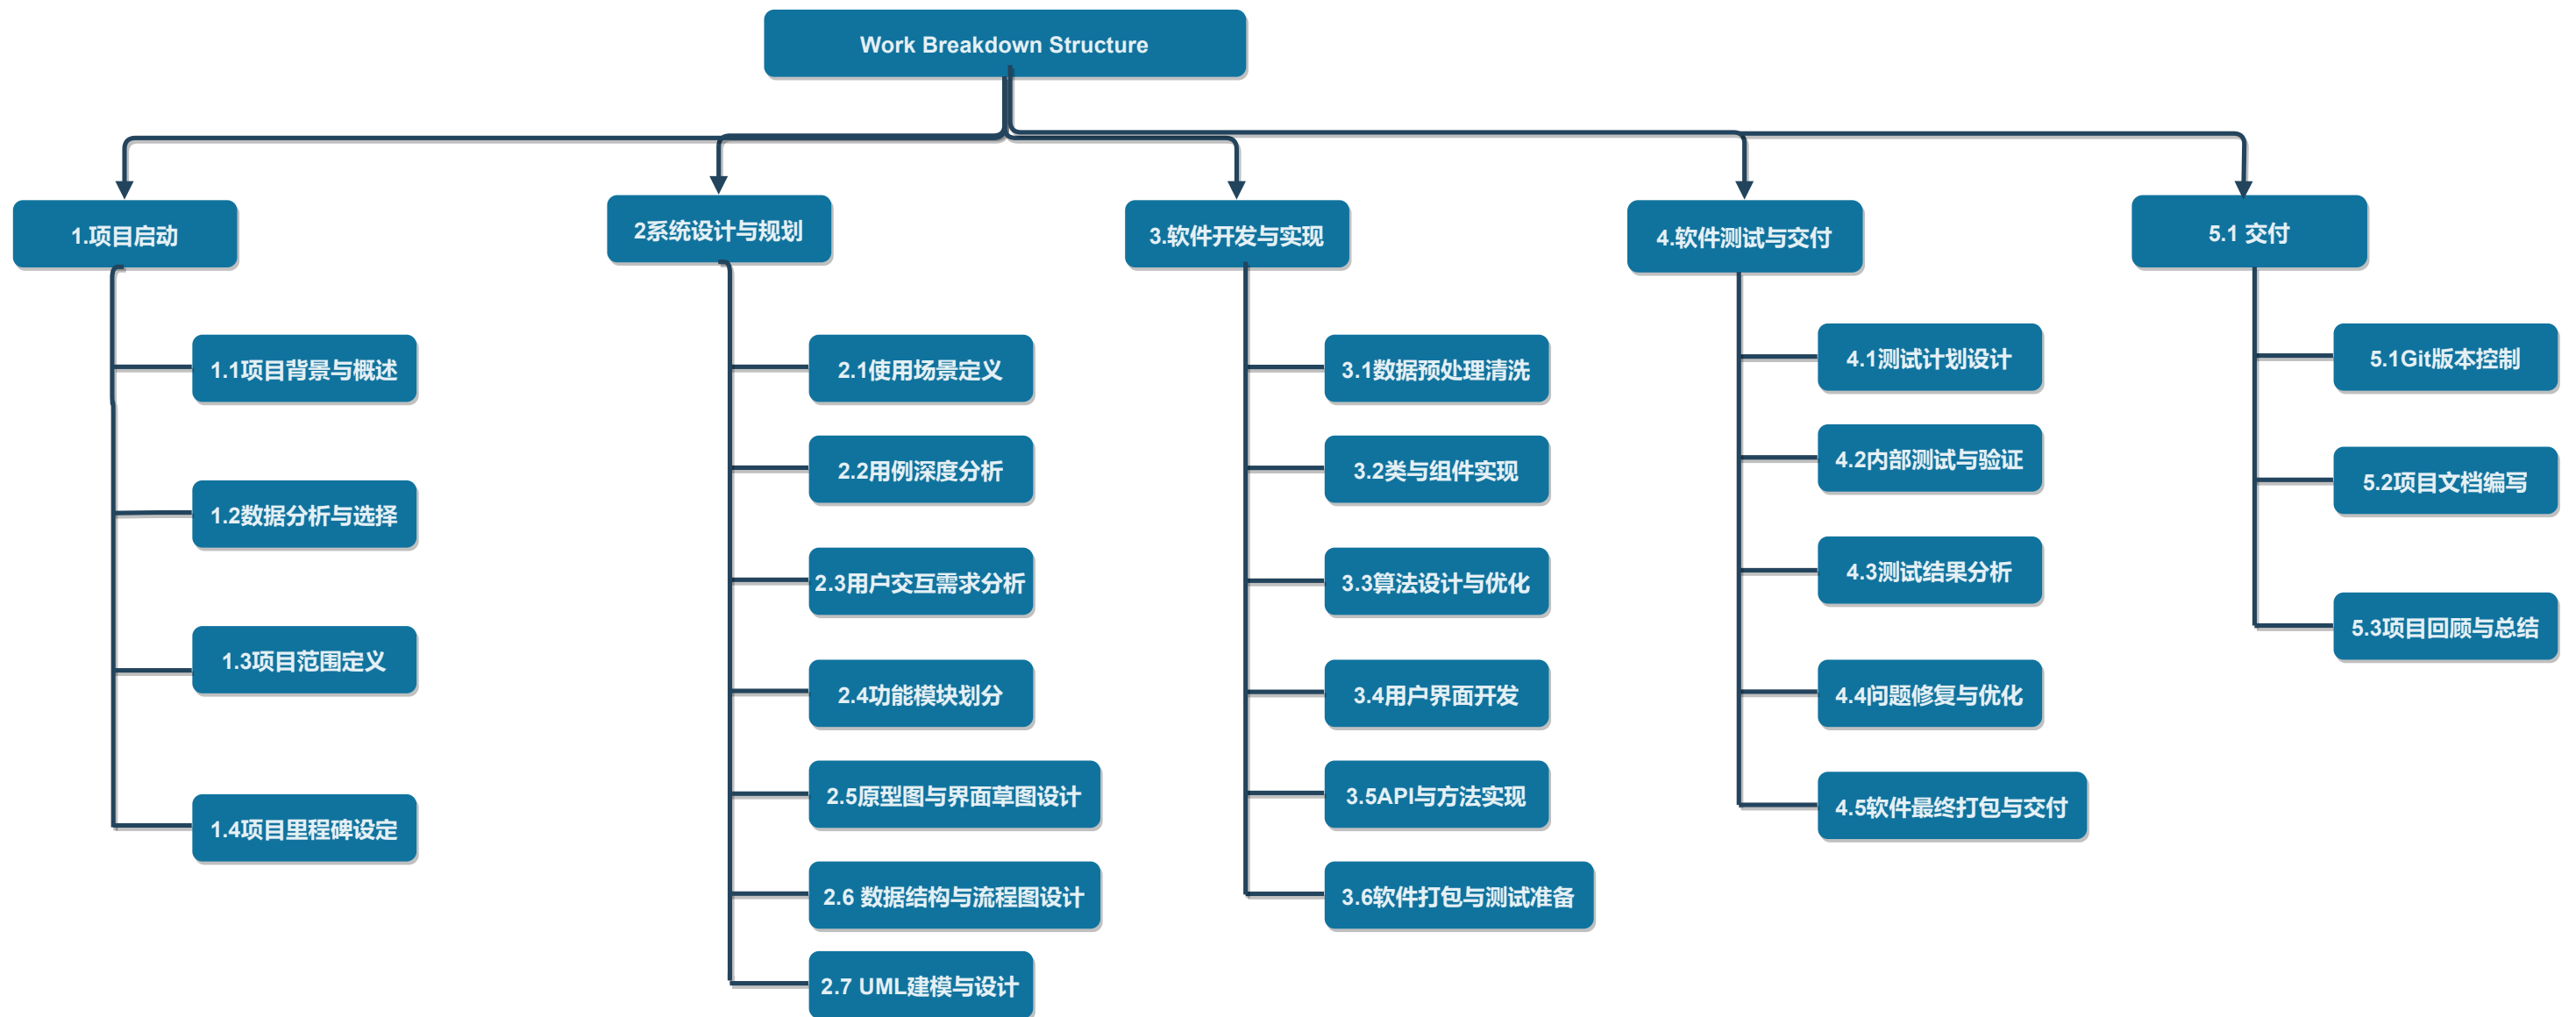 Work Breakdown Structure
1.项目启动
2系统设计与规划
3.软件开发与实现
4.软件测试与交付
5.1 交付
1.1项目背景与概述
1.2数据分析与选择
1.3项目范围定义
1.4项目里程碑设定
2.1使用场景定义
2.2用例深度分析
2.3用户交互需求分析
2.4功能模块划分
2.5原型图与界面草图设计
2.6 数据结构与流程图设计
2.7 UML建模与设计
3.1数据预处理清洗
3.2类与组件实现
3.3算法设计与优化
3.4用户界面开发
3.5API与方法实现
3.6软件打包与测试准备
4.1测试计划设计
4.2内部测试与验证
4.3测试结果分析
4.4问题修复与优化
4.5软件最终打包与交付
5.1Git版本控制
5.2项目文档编写
5.3项目回顾与总结